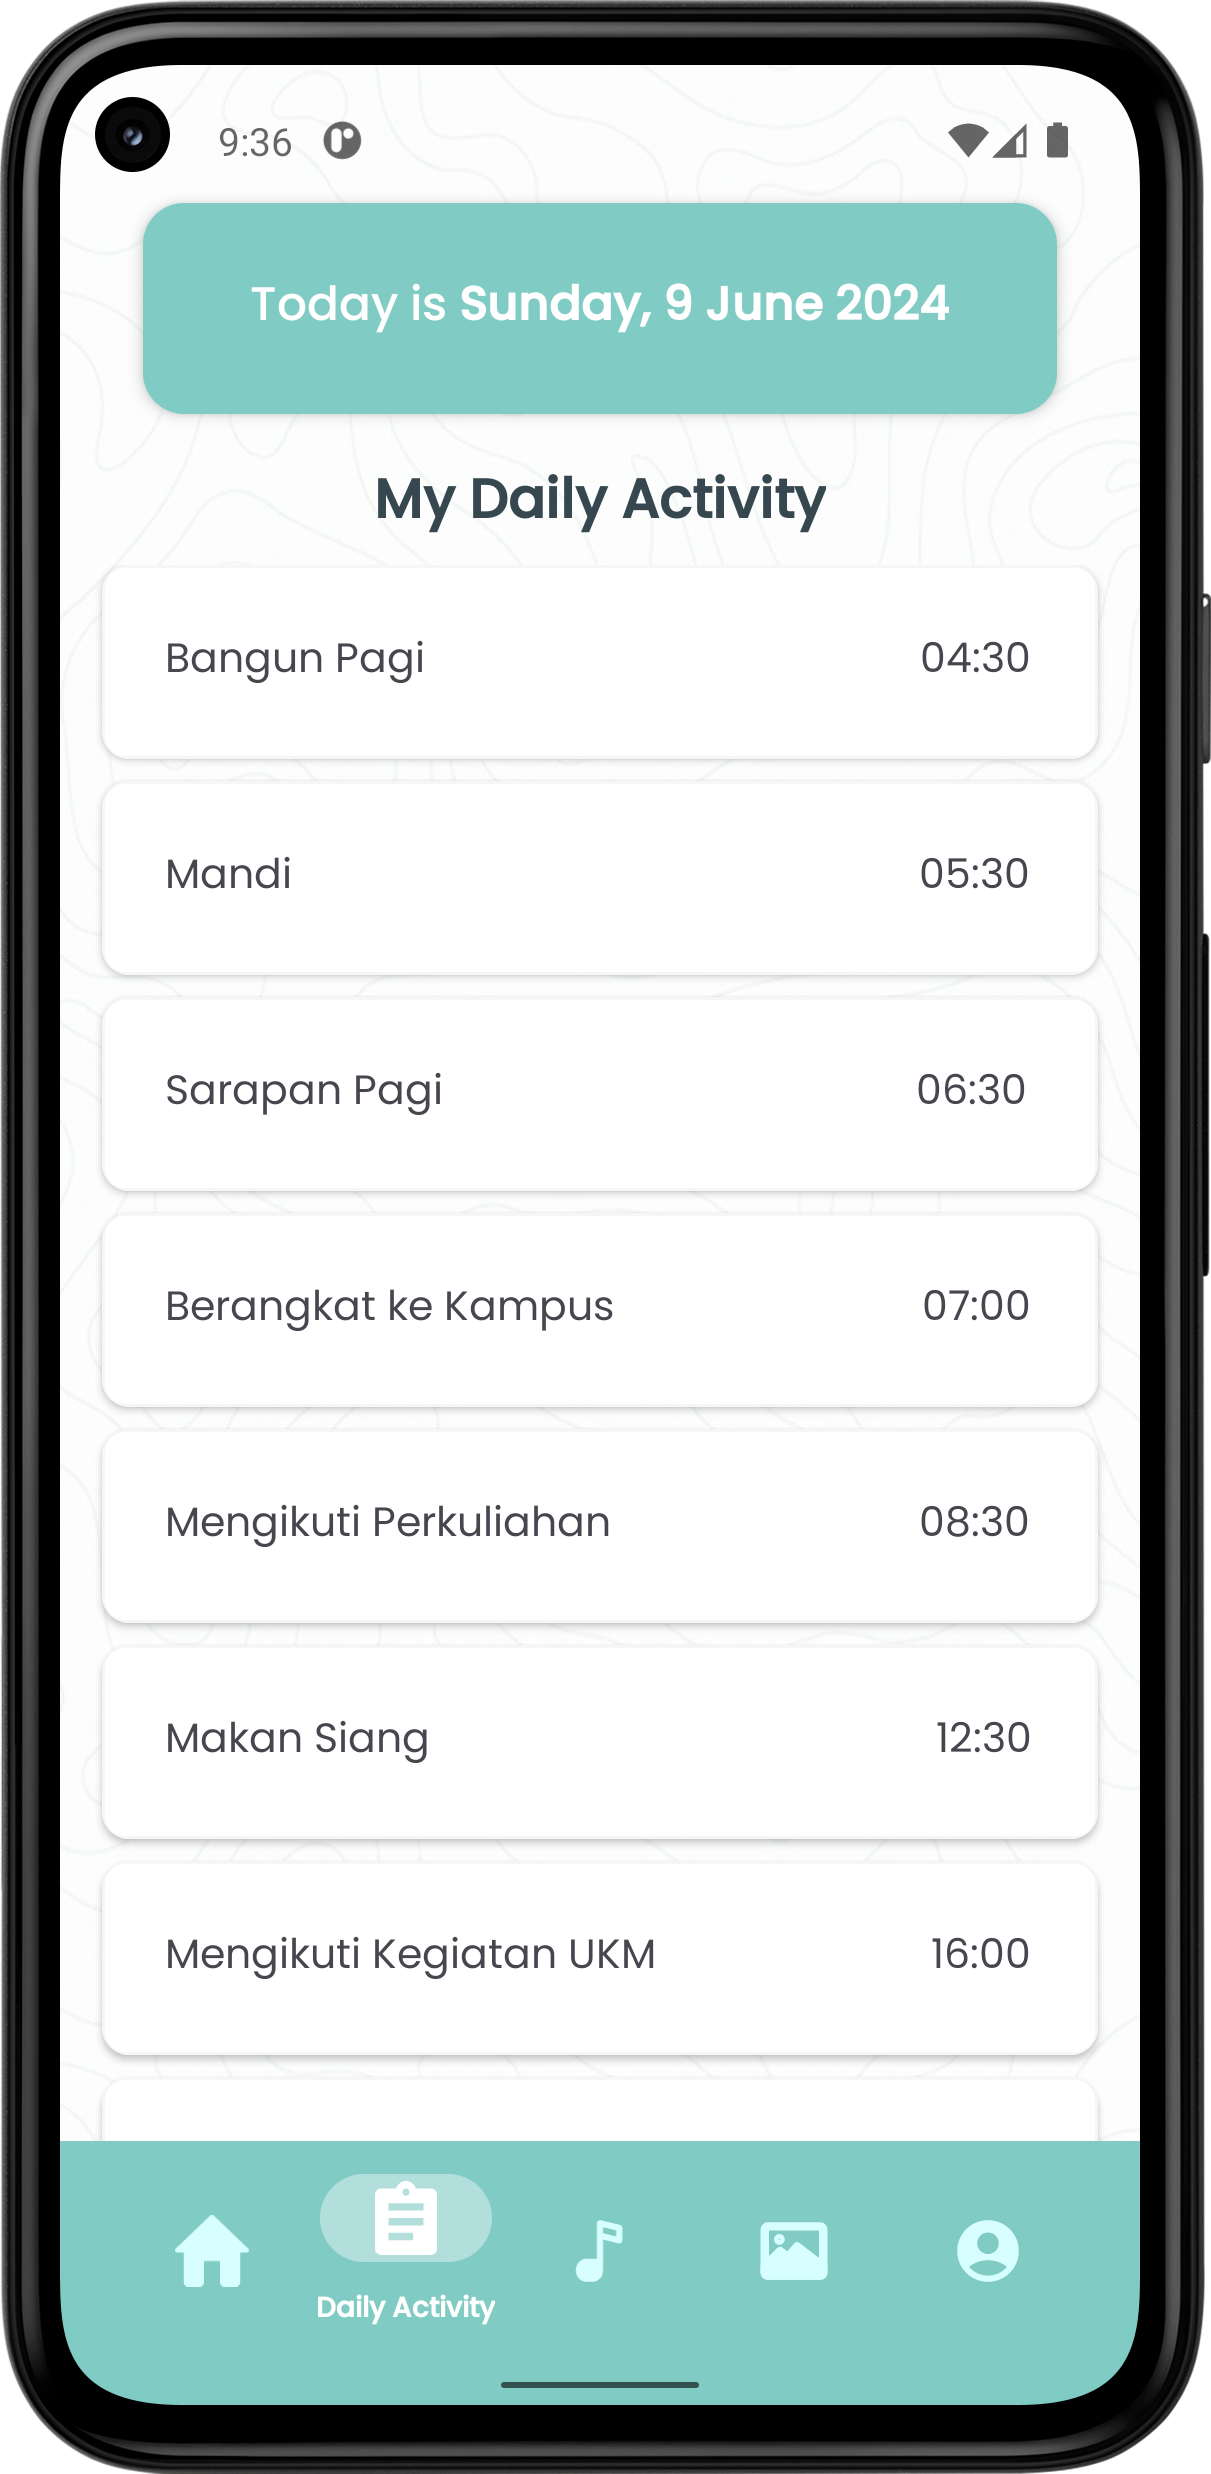 9:36
Today is Sunday, 9 June 2024
My Daily Activity
Bangun Pagi 04:30
Mandi 05:30
Sarapan Pagi 06:30
Berangkat ke Kampus 07:00
Mengikuti Perkuliahan 08:30
Makan Siang 12:30
Mengikuti Kegiatan UKM 16:00
Daily Activity